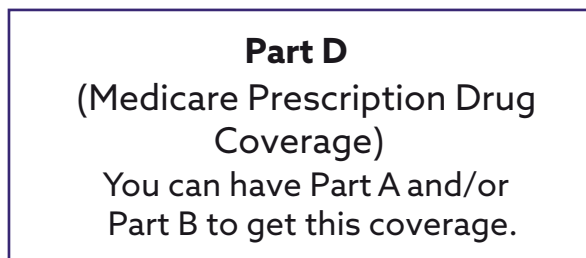 Part D
(Medicare Prescription Drug
Coverage)
You can have Part A and/or
Part B to get this coverage.